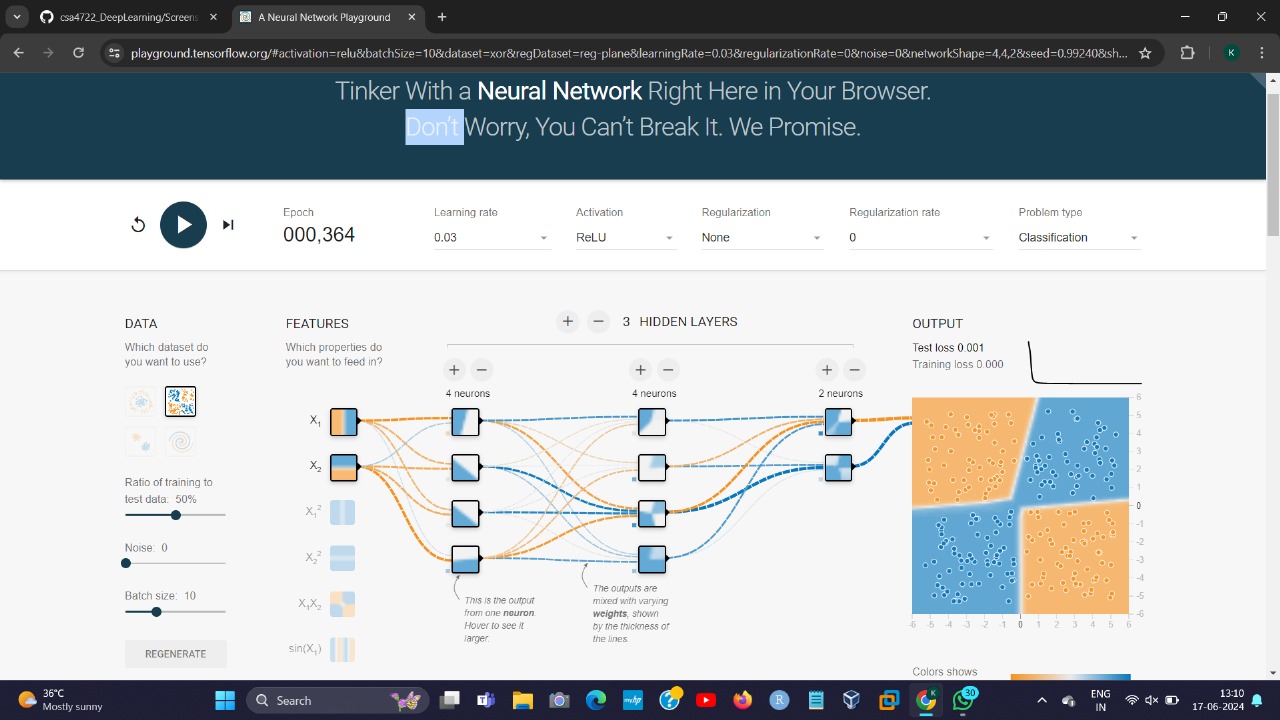 csa4722_DeepLearning/Screens
A Neural Network Playground
playground.tensorflow.org/#activation=relu&batchSize=10&dataset=xor&regDataset=reg-plane&learningRate=0.03&regularizationRate=0&noise=0&networkShape=4,4,2&seed=0.99240&sh...
K
Tinker With a Neural Network Right Here in Your Browser.
Don't Worry, You Can't Break It. We Promise.
Epoch
000,364
Learning rate
0.03
Activation
ReLU
Regularization
None
Regularization rate
0
Problem type
Classification
DATA
Which dataset do
you want to use?
Ratio of training to
test data: 50%
Noise: 0
Batch size: 10
REGENERATE
FEATURES
Which properties do
you want to feed in?
X1
X2
X1²
X2²
X1X2
sin(X1)
3 HIDDEN LAYERS
4 neurons
4 neurons
2 neurons
This is the output
from one neuron.
Hover to see it
larger.
The outputs are
mixed with varying
weights, shown
by the thickness of
the lines.
OUTPUT
Test loss 0.001
Training loss 0.000
6
4
3
2
1
0
-1
-2
-3
-4
-5
-6
-6 -5 -4 -3 -2 -1 0 1 2 3 4 5 6
Colors shows
36°C
Mostly sunny
Search
hp
R
K
30
ENG
IN
13:10
17-06-2024